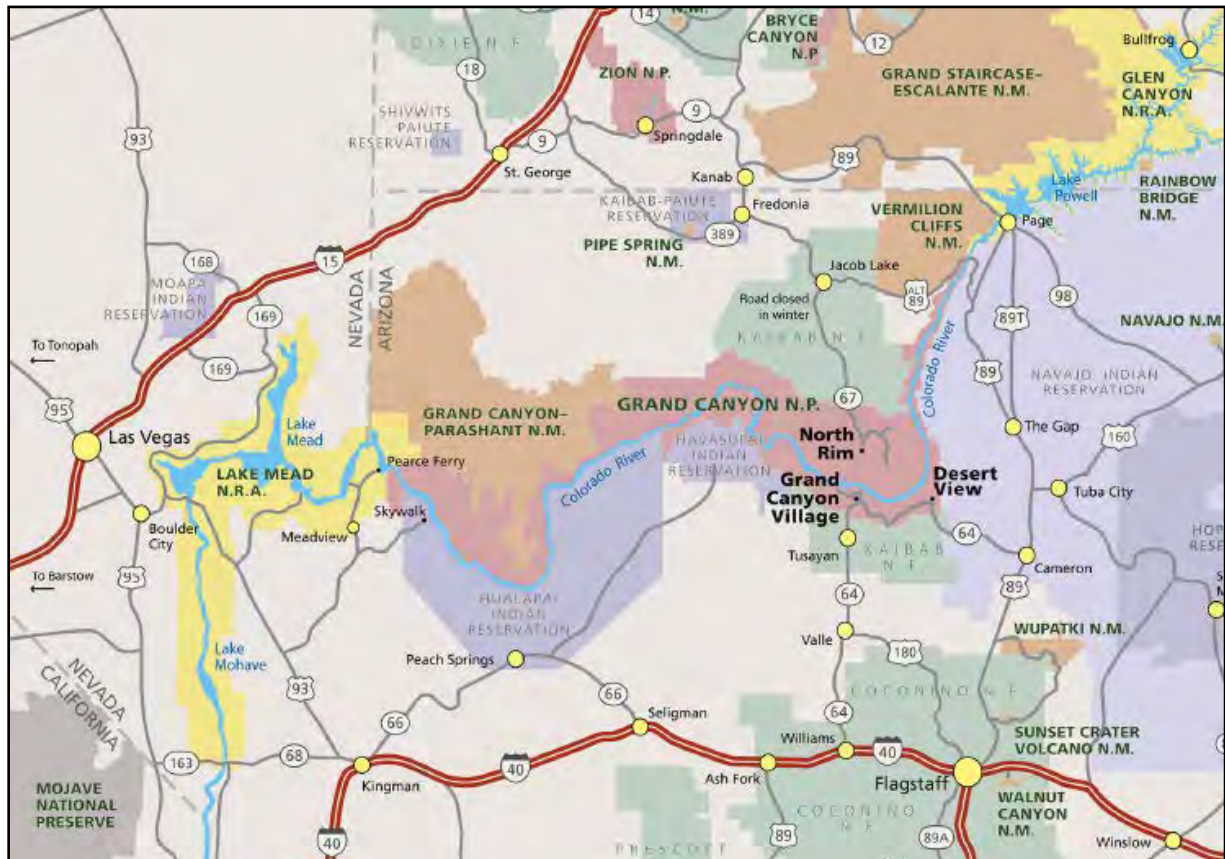 14
N.M.
BRYCE
CANYON
N.P
12
Bullfrog
DIXIE N F
18
ZION N.P.
GRAND STAIRCASE–
ESCALANTE N.M.
GLEN
CANYON
N.R.A.
93
SHIVWITS
PAIUTE
RESERVATION
9
9
Springdale
St. George
89
Kanab
Lake
Powell
RAINBOW
BRIDGE
N.M.
KAIBAB-PAIUTE
RESERVATION
Fredonia
VERMILION
CLIFFS
N.M.
Page
389
PIPE SPRING
N.M.
15
168
MOAPA
INDIAN
RESERVATION
Jacob Lake
ALT
89
98
Road closed
in winter
NEVADA
ARIZONA
169
89T
NAVAJO N.M.
KAIBAB N F
To Tonopah
169
Colorado River
89
NAVAJO INDIAN
RESERVATION
95
GRAND CANYON N.P.
67
Las Vegas
Lake
Mead
GRAND CANYON–
PARASHANT N.M.
North
Rim
The Gap
160
HAVASUPAI
INDIAN
RESERVATION
Pearce Ferry
LAKE MEAD
N.R.A.
Colorado River
Grand
Canyon
Village
Desert
View
Tuba City
Skywalk
Boulder
City
Meadview
64
Tusayan
KAIBAB
N F
Cameron
95
To Barstow
89
HUALAPAI
INDIAN
RESERVATION
64
WUPATKI N.M.
Valle
Lake
Mohave
180
Peach Springs
NEVADA
CALIFORNIA
93
66
COCONINO N F
66
Seligman
64
SUNSET CRATER
VOLCANO N.M.
Williams
40
163
68
40
Kingman
Ash Fork
Flagstaff
MOJAVE
NATIONAL
PRESERVE
WALNUT
CANYON
N.M.
COCONINO
N F
40
89
89A
Winslow
PRESCOTT